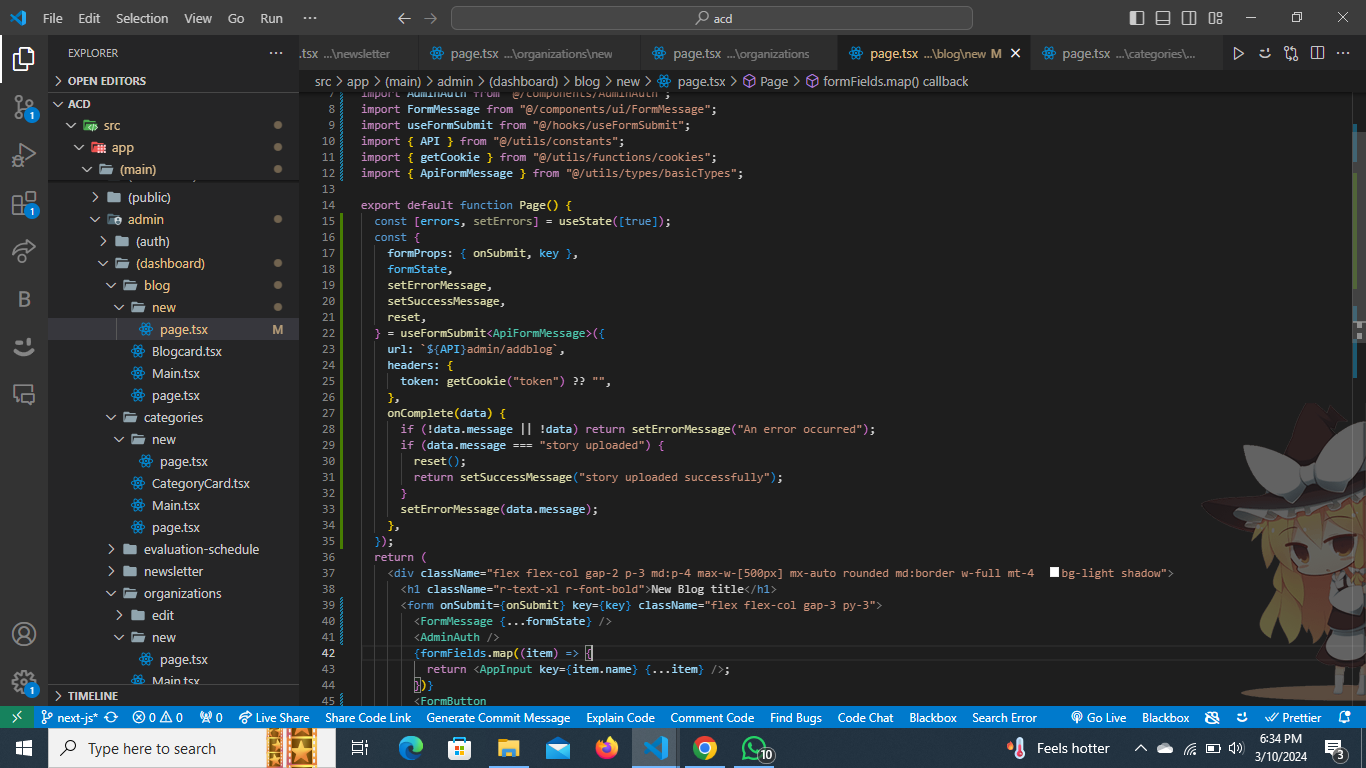 File Edit Selection View Go Run ··· acd
EXPLORER ···
OPEN EDITORS
ACD
src
app
(main)
(public)
admin
(auth)
(dashboard)
blog
new
page.tsx M
Blogcard.tsx
Main.tsx
page.tsx
categories
new
page.tsx
CategoryCard.tsx
Main.tsx
page.tsx
evaluation-schedule
newsletter
organizations
edit
new
page.tsx
Main.tsx
TIMELINE
.tsx ...\newsletter page.tsx ...\organizations\new page.tsx ...\organizations page.tsx ...\blog\new M page.tsx ...\categories\...
src > app > (main) > admin > (dashboard) > blog > new > page.tsx > Page > formFields.map() callback
7 import AdminAuth from "@/components/AdminAuth";
8 import FormMessage from "@/components/ui/FormMessage";
9 import useFormSubmit from "@/hooks/useFormSubmit";
10 import { API } from "@/utils/constants";
11 import { getCookie } from "@/utils/functions/cookies";
12 import { ApiFormMessage } from "@/utils/types/basicTypes";
13
14 export default function Page() {
15 const [errors, setErrors] = useState([true]);
16 const {
17 formProps: { onSubmit, key },
18 formState,
19 setErrorMessage,
20 setSuccessMessage,
21 reset,
22 } = useFormSubmit<ApiFormMessage>({
23 url: `${API}admin/addblog`,
24 headers: {
25 token: getCookie("token") ?? "",
26 },
27 onComplete(data) {
28 if (!data.message || !data) return setErrorMessage("An error occurred");
29 if (data.message === "story uploaded") {
30 reset();
31 return setSuccessMessage("story uploaded successfully");
32 }
33 setErrorMessage(data.message);
34 },
35 });
36 return (
37 <div className="flex flex-col gap-2 p-3 md:p-4 max-w-[500px] mx-auto rounded md:border w-full mt-4 bg-light shadow">
38 <h1 className="r-text-xl r-font-bold">New Blog title</h1>
39 <form onSubmit={onSubmit} key={key} className="flex flex-col gap-3 py-3">
40 <FormMessage {...formState} />
41 <AdminAuth />
42 {formFields.map((item) => {
43 return <AppInput key={item.name} {...item} />;
44 })}
45 <FormButton
1
1
B
1
next-js* 0 0 0 Live Share Share Code Link Generate Commit Message Explain Code Comment Code Find Bugs Code Chat Blackbox Search Error Go Live Blackbox Prettier
Type here to search 10 Feels hotter 6:34 PM
3/10/2024 3